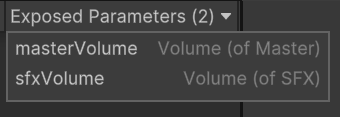 Exposed Parameters (2)
masterVolume Volume (of Master)
sfxVolume Volume (of SFX)